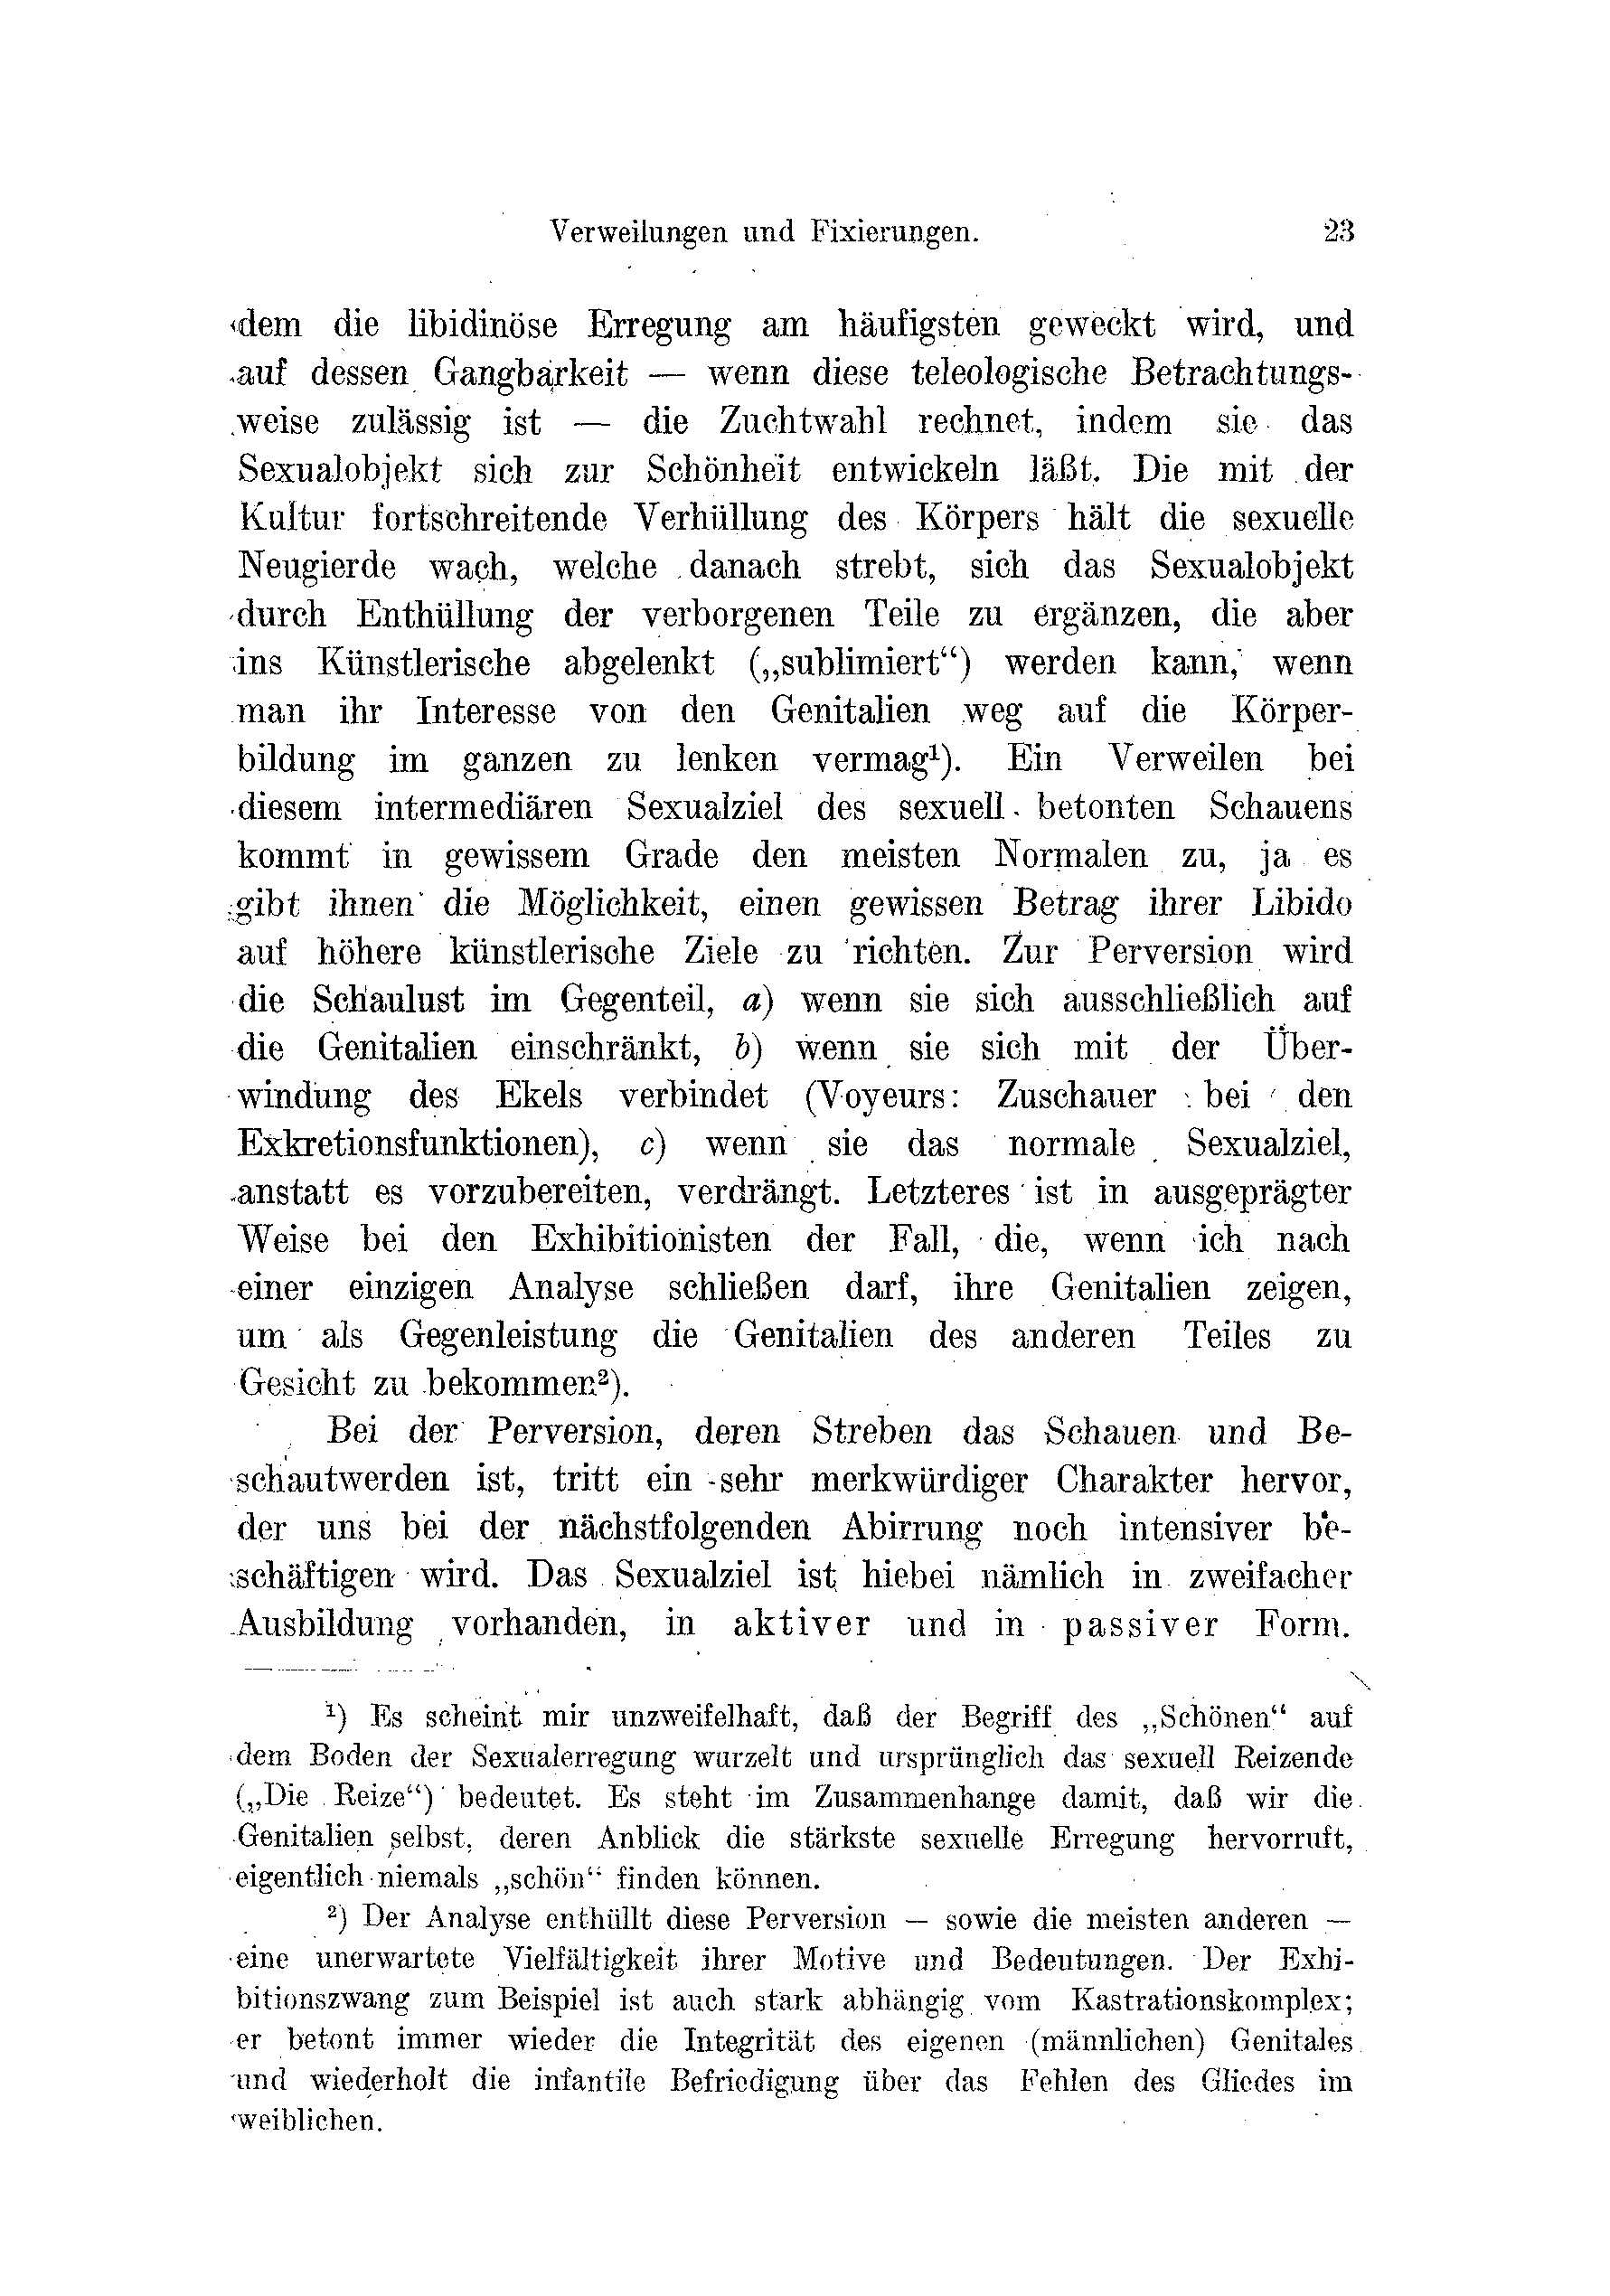 Verweilungen und Fixierungen. 23
dem die libidinöse Erregung am häufigsten geweckt wird, und
auf dessen Gangbarkeit — wenn diese teleologische Betrachtungs-
weise zulässig ist — die Zuchtwahl rechnet, indem sie das
Sexualobjekt sich zur Schönheit entwickeln läßt. Die mit der
Kultur fortschreitende Verhüllung des Körpers hält die sexuelle
Neugierde wach, welche danach strebt, sich das Sexualobjekt
durch Enthüllung der verborgenen Teile zu ergänzen, die aber
ins Künstlerische abgelenkt („sublimiert“) werden kann, wenn
man ihr Interesse von den Genitalien weg auf die Körper-
bildung im ganzen zu lenken vermag¹). Ein Verweilen bei
diesem intermediären Sexualziel des sexuell betonten Schauens
kommt in gewissem Grade den meisten Normalen zu, ja es
gibt ihnen die Möglichkeit, einen gewissen Betrag ihrer Libido
auf höhere künstlerische Ziele zu richten. Zur Perversion wird
die Schaulust im Gegenteil, a) wenn sie sich ausschließlich auf
die Genitalien einschränkt, b) wenn sie sich mit der Über-
windung des Ekels verbindet (Voyeurs: Zuschauer bei den
Exkretionsfunktionen), c) wenn sie das normale Sexualziel,
anstatt es vorzubereiten, verdrängt. Letzteres ist in ausgeprägter
Weise bei den Exhibitionisten der Fall, die, wenn ich nach
einer einzigen Analyse schließen darf, ihre Genitalien zeigen,
um als Gegenleistung die Genitalien des anderen Teiles zu
Gesicht zu bekommen²).
Bei der Perversion, deren Streben das Schauen und Be-
schautwerden ist, tritt ein sehr merkwürdiger Charakter hervor,
der uns bei der nächstfolgenden Abirrung noch intensiver be-
schäftigen wird. Das Sexualziel ist hiebei nämlich in zweifacher
Ausbildung vorhanden, in aktiver und in passiver Form.
¹) Es scheint mir unzweifelhaft, daß der Begriff des „Schönen“ auf
dem Boden der Sexualerregung wurzelt und ursprünglich das sexuell Reizende
(„Die Reize“) bedeutet. Es steht im Zusammenhange damit, daß wir die
Genitalien selbst, deren Anblick die stärkste sexuelle Erregung hervorruft,
eigentlich niemals „schön“ finden können.
²) Der Analyse enthüllt diese Perversion — sowie die meisten anderen —
eine unerwartete Vielfältigkeit ihrer Motive und Bedeutungen. Der Exhi-
bitionszwang zum Beispiel ist auch stark abhängig vom Kastrationskomplex;
er betont immer wieder die Integrität des eigenen (männlichen) Genitales
und wiederholt die infantile Befriedigung über das Fehlen des Gliedes im
weiblichen.